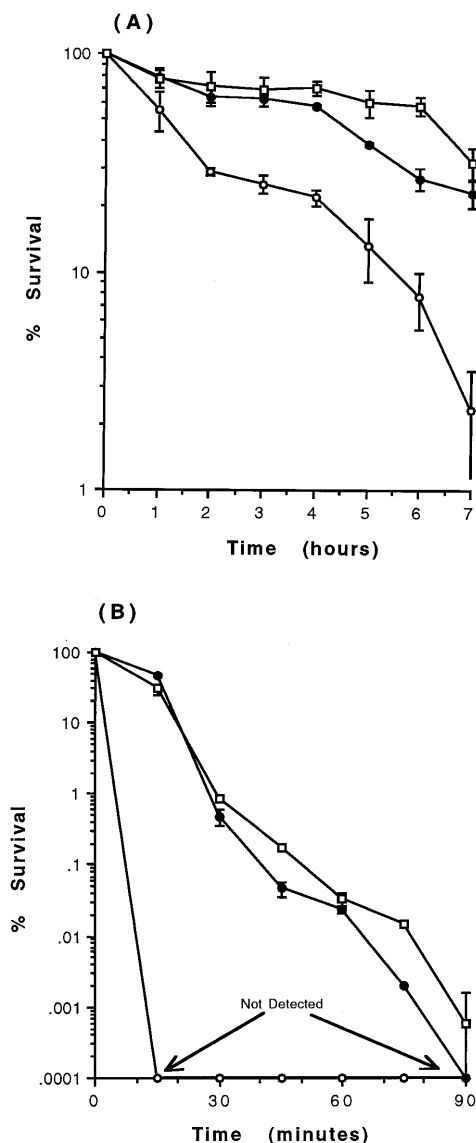 (A)
100
10
1
% Survival
0 1 2 3 4 5 6 7
Time (hours)
(B)
100
10
1
.1
.01
.001
.0001
% Survival
Not Detected
0 30 60 90
Time (minutes)